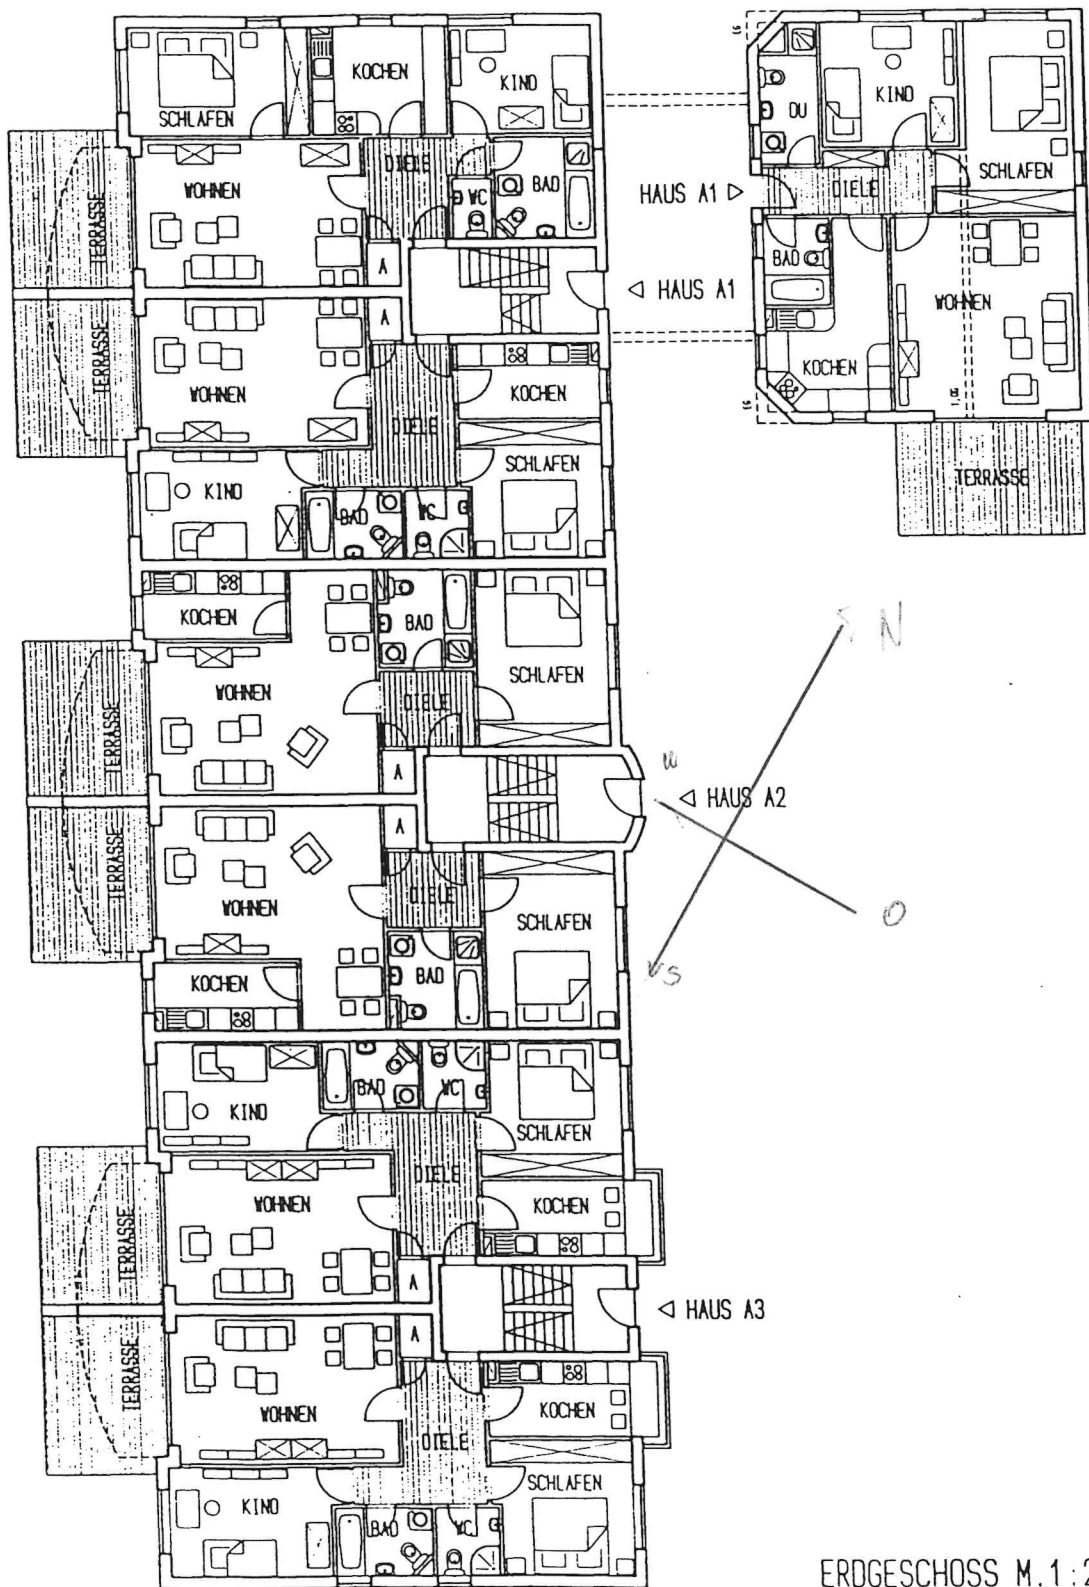 SCHLAFEN
KOCHEN
KIND
TERRASSE
WOHNEN
DIELE
WC
BAD
A
◁ HAUS A1
TERRASSE
WOHNEN
A
DIELE
KOCHEN
SCHLAFEN
KIND
BAD
WC
KOCHEN
BAD
SCHLAFEN
TERRASSE
WOHNEN
DIELE
A
◁ HAUS A2
TERRASSE
WOHNEN
A
DIELE
SCHLAFEN
KOCHEN
BAD
KIND
BAD
WC
SCHLAFEN
TERRASSE
WOHNEN
DIELE
KOCHEN
A
◁ HAUS A3
TERRASSE
WOHNEN
A
DIELE
KOCHEN
SCHLAFEN
KIND
BAD
WC
HAUS A1 ▷
DU
KIND
SCHLAFEN
DIELE
BAD
WOHNEN
KOCHEN
TERRASSE
N
W
O
S
ERDGESCHOSS M.1:2